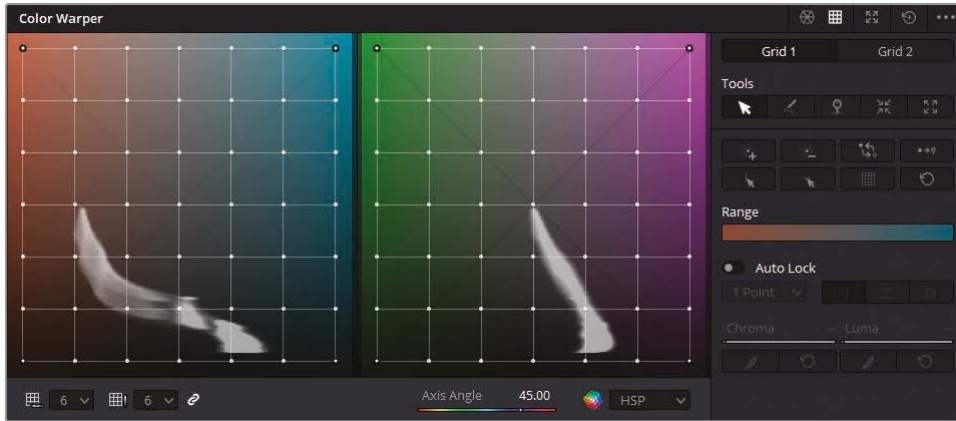 Color Warper
Grid 1 Grid 2
Tools
Range
Auto Lock
1 Point
Chroma Luma
6 6 Axis Angle 45.00 HSP